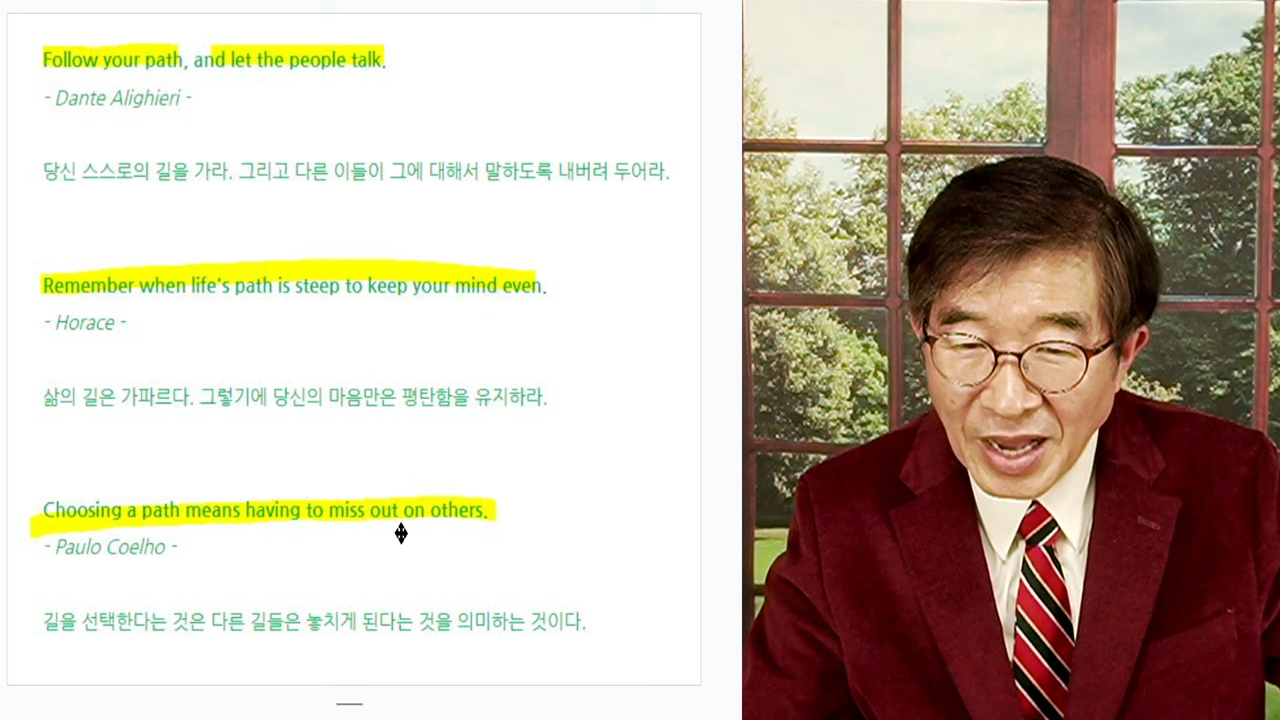 Follow your path, and let the people talk.
- Dante Alighieri -
당신 스스로의 길을 가라. 그리고 다른 이들이 그에 대해서 말하도록 내버려 두어라.
Remember when life's path is steep to keep your mind even.
- Horace -
삶의 길은 가파르다. 그렇기에 당신의 마음만은 평탄함을 유지하라.
Choosing a path means having to miss out on others.
- Paulo Coelho -
길을 선택한다는 것은 다른 길들은 놓치게 된다는 것을 의미하는 것이다.